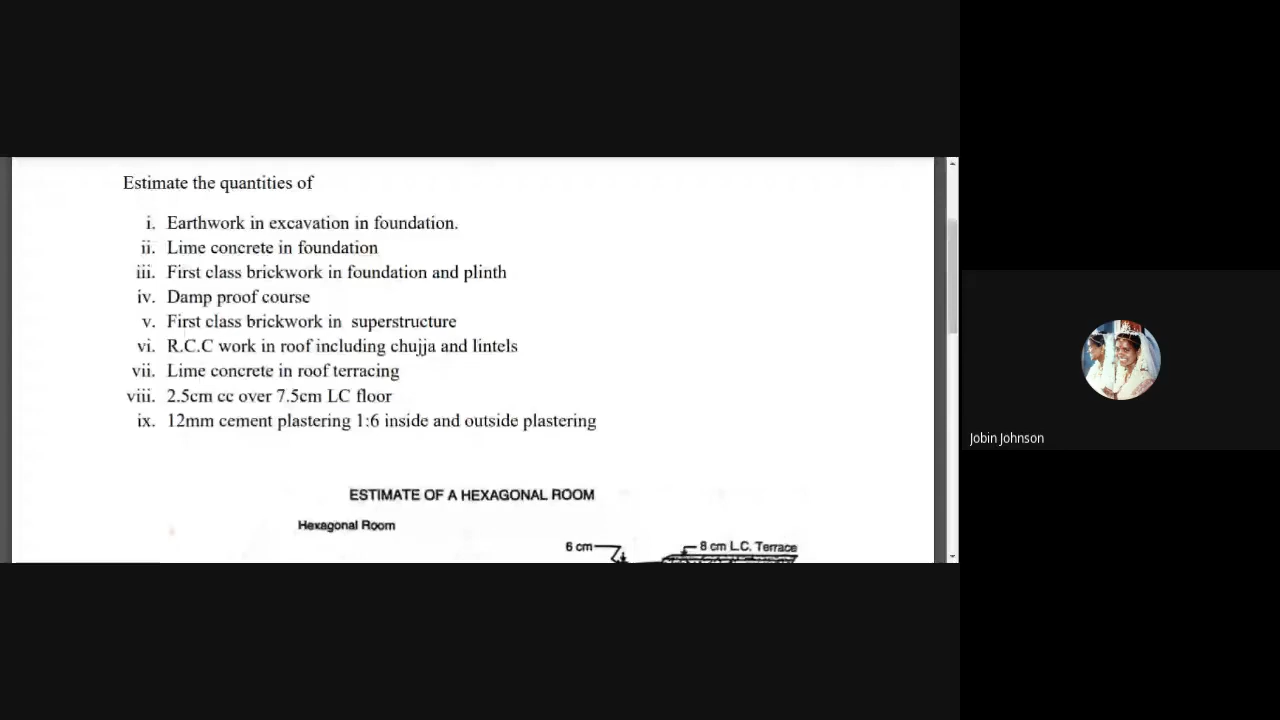 Estimate the quantities of
i. Earthwork in excavation in foundation.
ii. Lime concrete in foundation
iii. First class brickwork in foundation and plinth
iv. Damp proof course
v. First class brickwork in superstructure
vi. R.C.C work in roof including chujja and lintels
vii. Lime concrete in roof terracing
viii. 2.5cm cc over 7.5cm LC floor
ix. 12mm cement plastering 1:6 inside and outside plastering
ESTIMATE OF A HEXAGONAL ROOM
Hexagonal Room
6 cm
8 cm L.C. Terrace
Jobin Johnson